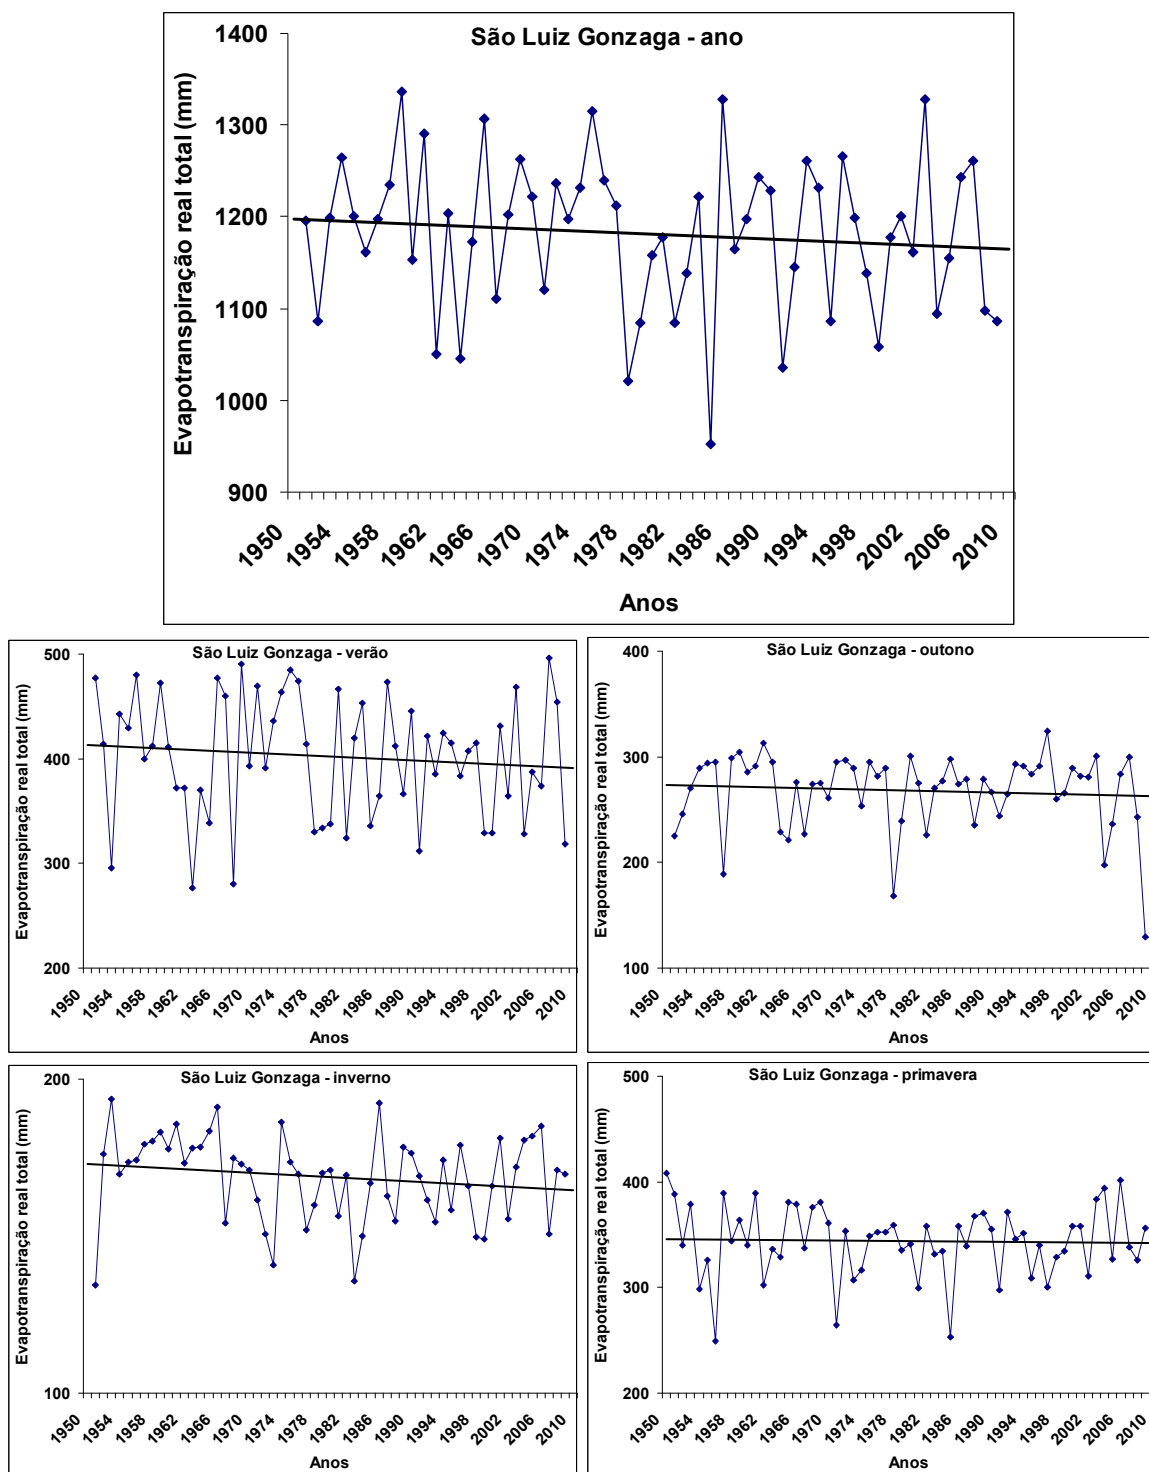 São Luiz Gonzaga - ano
Evapotranspiração real total (mm)
1400
1300
1200
1100
1000
900
1950 1954 1958 1962 1966 1970 1974 1978 1982 1986 1990 1994 1998 2002 2006 2010
Anos
São Luiz Gonzaga - verão
Evapotranspiração real total (mm)
500
400
300
200
1950 1954 1958 1962 1966 1970 1974 1978 1982 1986 1990 1994 1998 2002 2006 2010
Anos
São Luiz Gonzaga - outono
Evapotranspiração real total (mm)
400
300
200
100
1950 1954 1958 1962 1966 1970 1974 1978 1982 1986 1990 1994 1998 2002 2006 2010
Anos
São Luiz Gonzaga - inverno
Evapotranspiração real total (mm)
200
100
1950 1954 1958 1962 1966 1970 1974 1978 1982 1986 1990 1994 1998 2002 2006 2010
Anos
São Luiz Gonzaga - primavera
Evapotranspiração real total (mm)
500
400
300
200
1950 1954 1958 1962 1966 1970 1974 1978 1982 1986 1990 1994 1998 2002 2006 2010
Anos